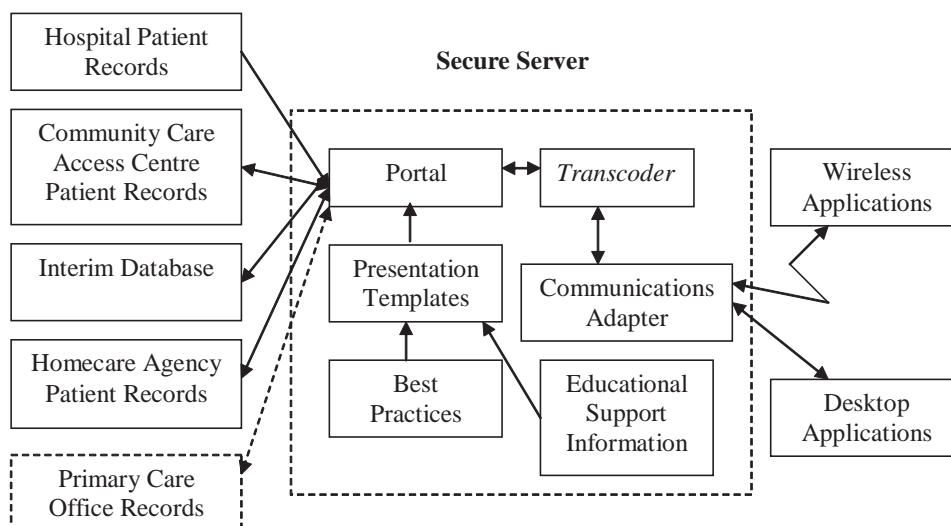 Hospital Patient
Records
Community Care
Access Centre
Patient Records
Interim Database
Homecare Agency
Patient Records
Primary Care
Office Records
Secure Server
Portal
Transcoder
Presentation
Templates
Communications
Adapter
Best
Practices
Educational
Support
Information
Wireless
Applications
Desktop
Applications